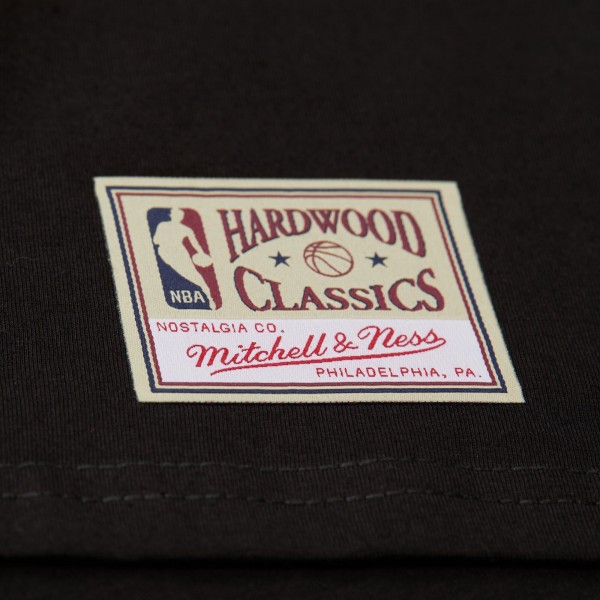 HARDWOOD
CLASSICS
NBA
NOSTALGIA CO.
Mitchell & Ness
PHILADELPHIA, PA.